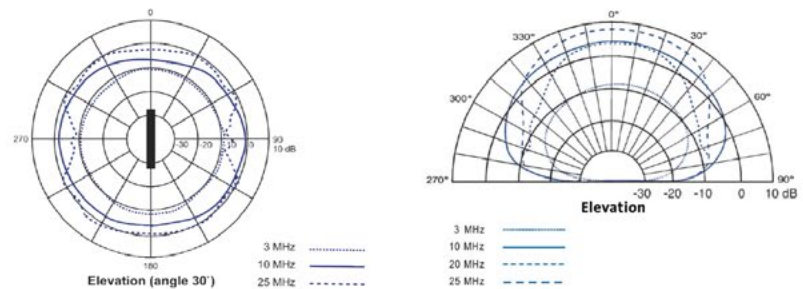 0
270
90
-30
-20
-10
0
10 dB
180
3 MHz
10 MHz
25 MHz
Elevation (angle 30°)
0°
330°
30°
300°
60°
270°
90°
-30
-20
-10
0
10 dB
Elevation
3 MHz
10 MHz
20 MHz
25 MHz